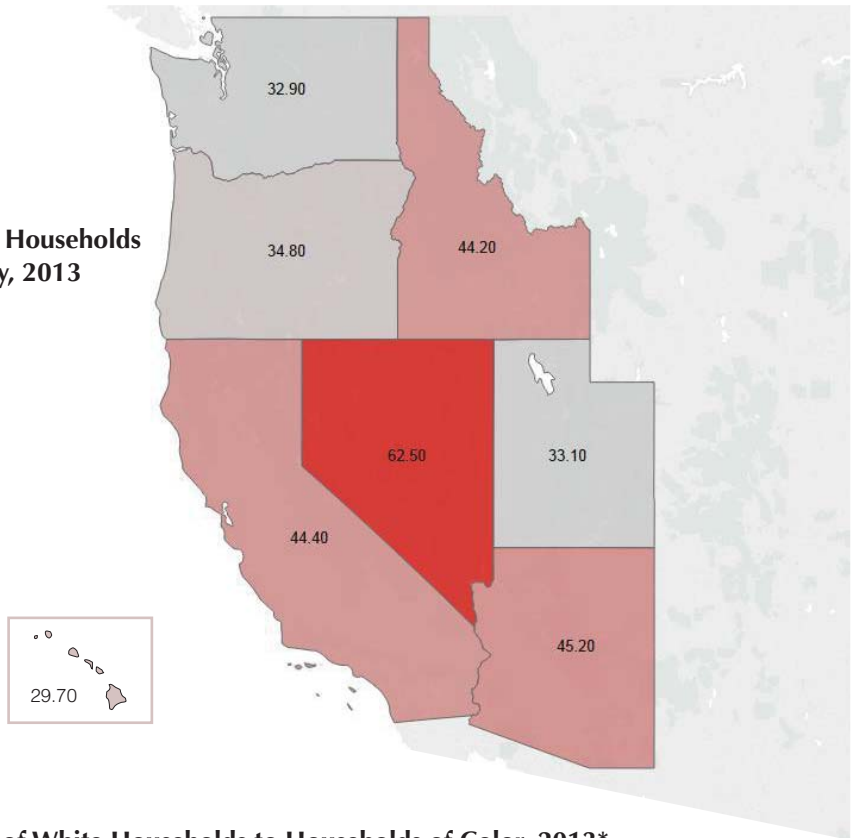 32.90
Households
y, 2013
34.80
44.20
62.50
33.10
44.40
45.20
29.70
of White Households to Households of Color, 2013*